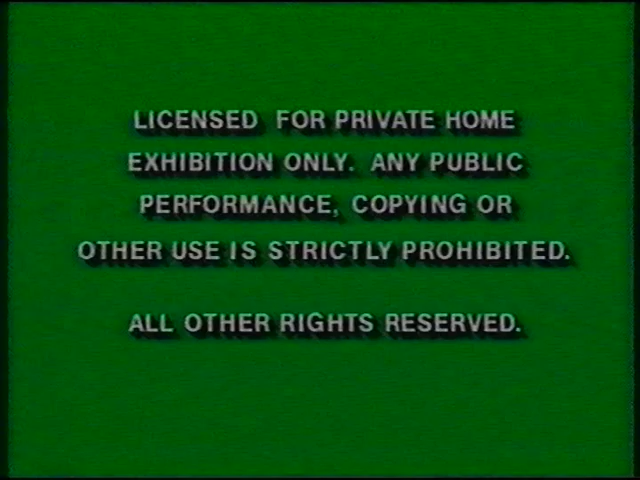 LICENSED FOR PRIVATE HOME
EXHIBITION ONLY. ANY PUBLIC
PERFORMANCE, COPYING OR
OTHER USE IS STRICTLY PROHIBITED.
ALL OTHER RIGHTS RESERVED.